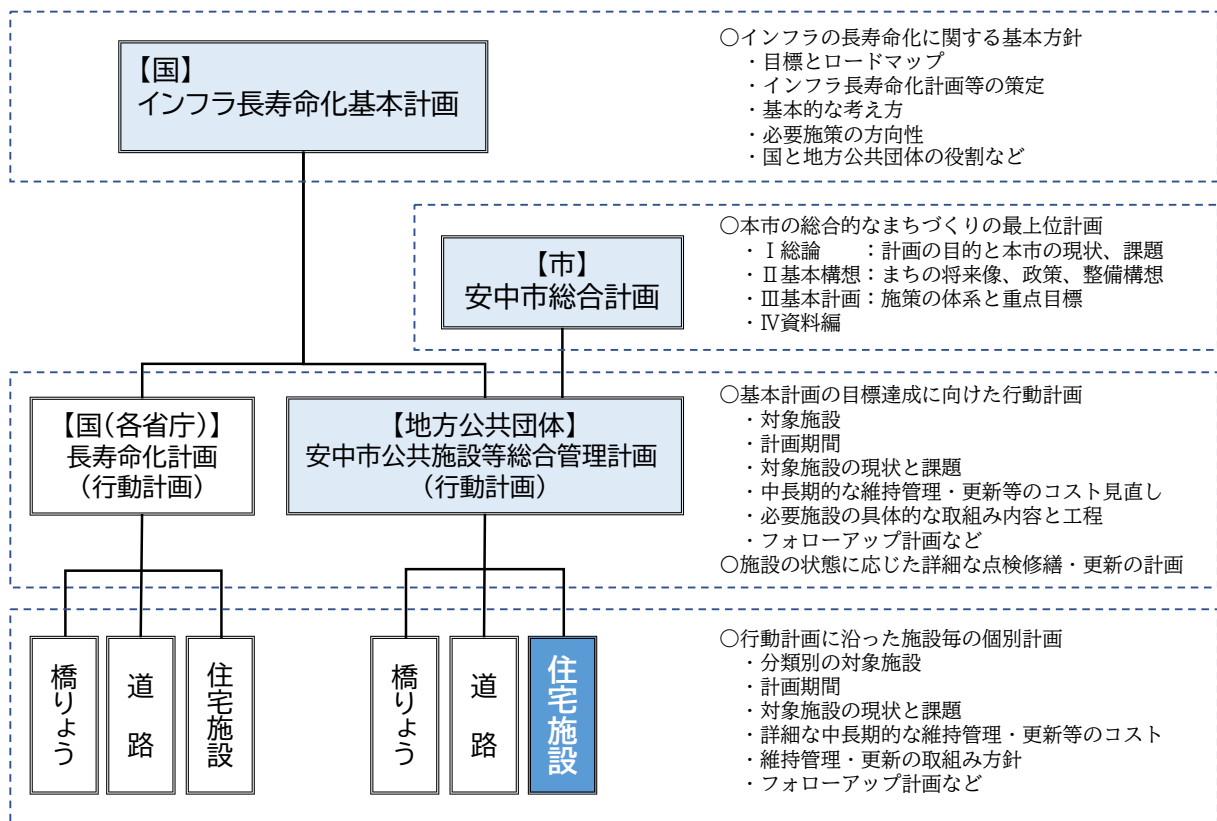 【国】
インフラ長寿命化基本計画
○インフラの長寿命化に関する基本方針
・目標とロードマップ
・インフラ長寿命化計画等の策定
・基本的な考え方
・必要施策の方向性
・国と地方公共団体の役割など
【市】
安中市総合計画
○本市の総合的なまちづくりの最上位計画
・Ⅰ総論　　：計画の目的と本市の現状、課題
・Ⅱ基本構想：まちの将来像、政策、整備構想
・Ⅲ基本計画：施策の体系と重点目標
・Ⅳ資料編
【国（各省庁）】
長寿命化計画
（行動計画）
【地方公共団体】
安中市公共施設等総合管理計画
（行動計画）
○基本計画の目標達成に向けた行動計画
・対象施設
・計画期間
・対象施設の現状と課題
・中長期的な維持管理・更新等のコスト見直し
・必要施設の具体的な取組み内容と工程
・フォローアップ計画など
○施設の状態に応じた詳細な点検修繕・更新の計画
橋りょう
道路
住宅施設
橋りょう
道路
住宅施設
○行動計画に沿った施設毎の個別計画
・分類別の対象施設
・計画期間
・対象施設の現状と課題
・詳細な中長期的な維持管理・更新等のコスト
・維持管理・更新の取組み方針
・フォローアップ計画など